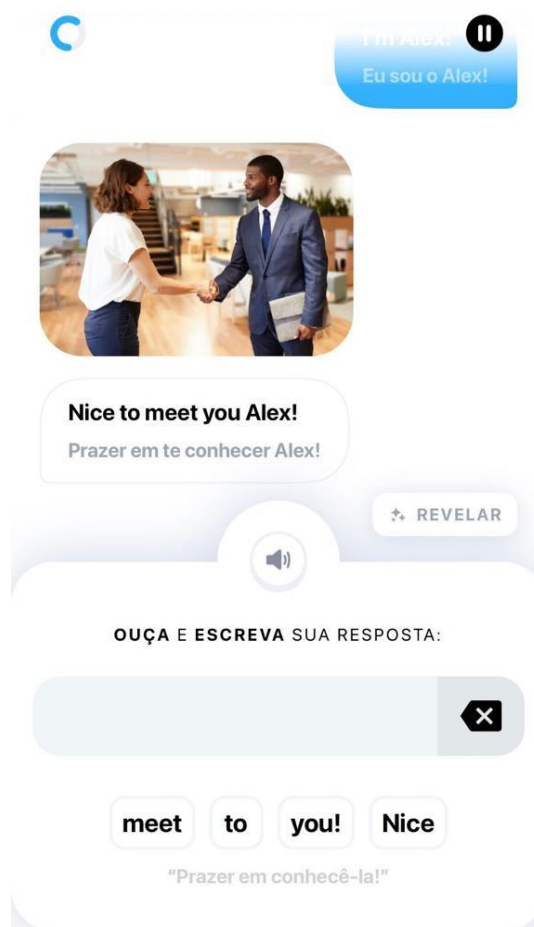 I'm Alex!
Eu sou o Alex!
Nice to meet you Alex!
Prazer em te conhecer Alex!
REVELAR
OUÇA E ESCREVA SUA RESPOSTA:
meet to you! Nice
“Prazer em conhecê-la!”